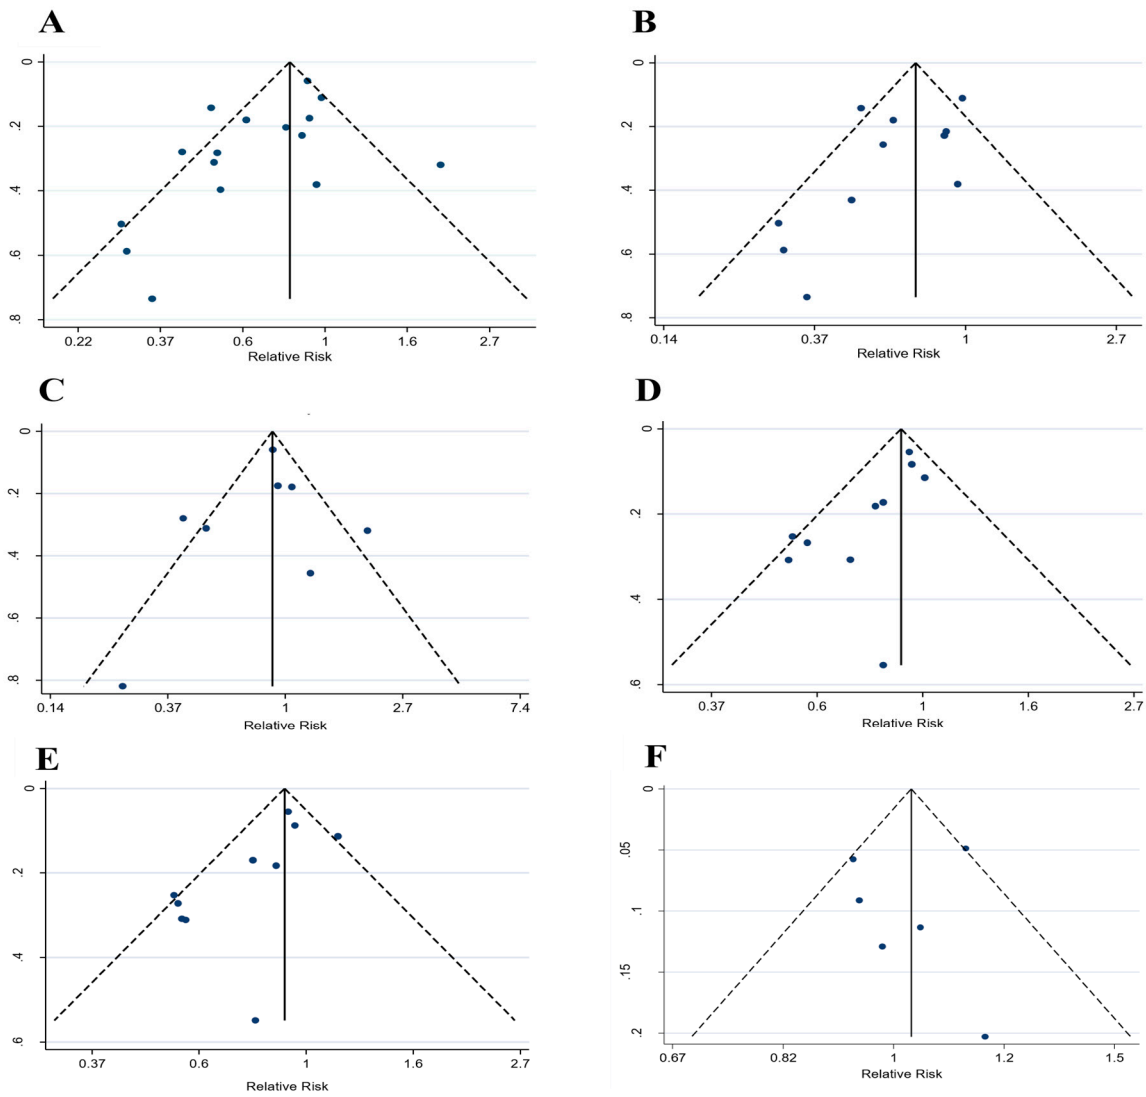 A
B
0
.2
.4
.6
.8
0.22 0.37 0.6 1 1.6 2.7
Relative Risk
0
.2
.4
.6
.8
0.14 0.37 1 2.7
Relative Risk
C
D
0
.2
.4
.6
.8
0.14 0.37 1 2.7 7.4
Relative Risk
0
.2
.4
.6
0.37 0.6 1 1.6 2.7
Relative Risk
E
F
0
.2
.4
.6
0.37 0.6 1 1.6 2.7
Relative Risk
0
.05
.1
.15
.2
0.67 0.82 1 1.2 1.5
Relative Risk